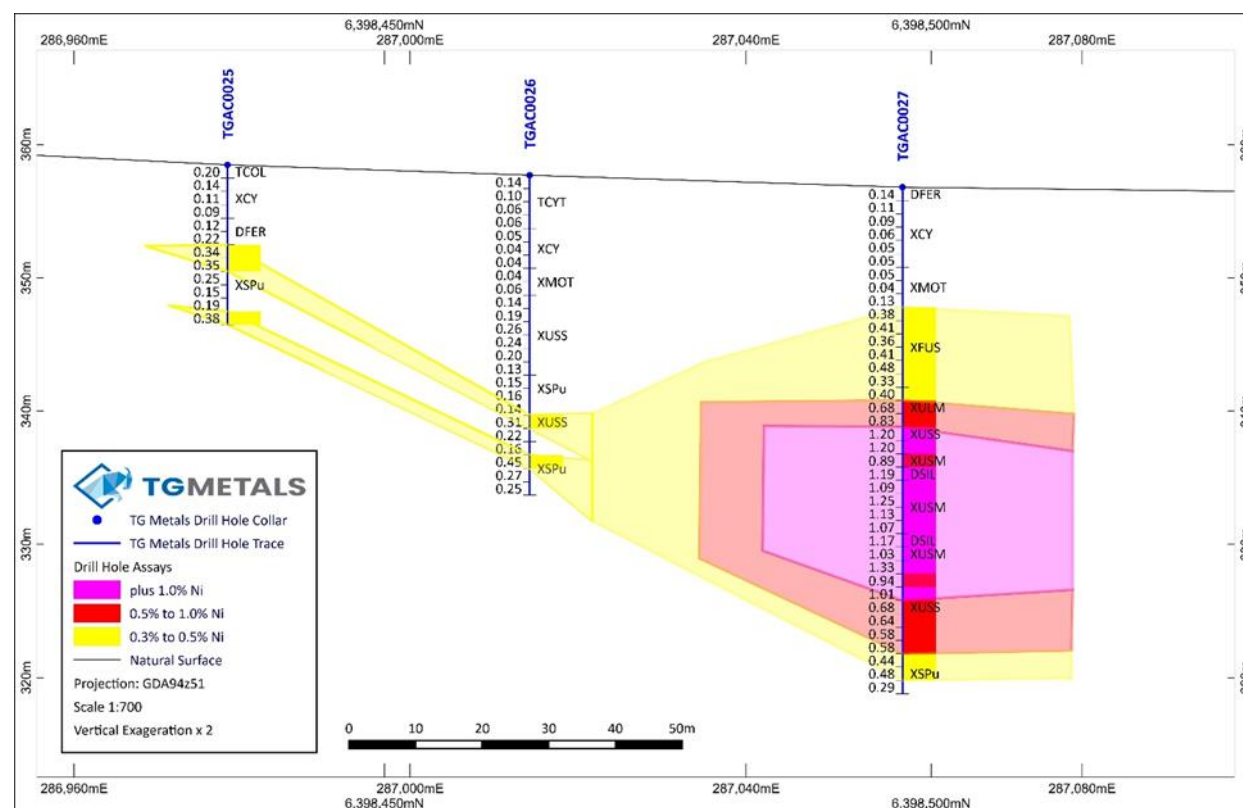 6,398,450mN 6,398,500mN
286,960mE 287,000mE 287,040mE 287,080mE
TGAC0025
TGAC0026
TGAC0027
360m
350m
340m
330m
320m
0.20 TCOL
0.14
0.11 XCY
0.09
0.12 DFER
0.22
0.34
0.35
0.25 XSPu
0.15
0.19
0.38
0.14
0.10 TCYT
0.06
0.06
0.05
0.04 XCY
0.04
0.04 XMOT
0.06
0.14
0.19
0.26 XUSS
0.24
0.20
0.13
0.15 XSPu
0.16
0.14
0.31 XUSS
0.22
0.16
0.45 XSPu
0.27
0.25
0.14 DFER
0.11
0.09
0.06 XCY
0.05
0.05
0.05
0.04 XMOT
0.13
0.38
0.41
0.36 XFUS
0.41
0.48
0.33
0.40
0.68 XULM
0.83
1.20 XUSS
1.20
0.89 XUSM
1.19 DSIL
1.09
1.25 XUSM
1.13
1.07
1.17 DSIL
1.03 XUSM
1.33
0.94
1.01
0.68 XUSS
0.64
0.58
0.58
0.44
0.48 XSPu
0.29
TGMETALS
TG Metals Drill Hole Collar
TG Metals Drill Hole Trace
Drill Hole Assays
plus 1.0% Ni
0.5% to 1.0% Ni
0.3% to 0.5% Ni
Natural Surface
Projection: GDA94z51
Scale 1:700
Vertical Exageration x 2
0 10 20 30 40 50m
286,960mE 287,000mE 287,040mE 287,080mE
6,398,450mN 6,398,500mN